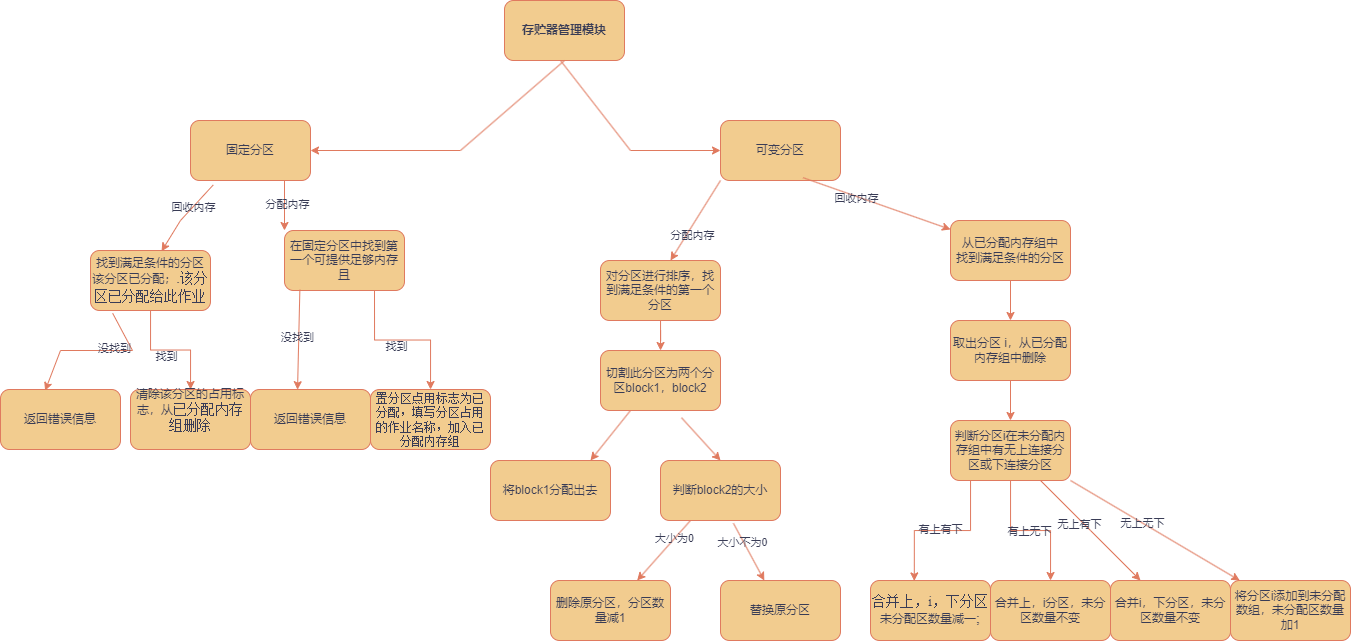 存贮器管理模块
固定分区
可变分区
回收内存
分配内存
分配内存
回收内存
找到满足条件的分区
该分区已分配；.该分
区已分配给此作业
在固定分区中找到第
一个可提供足够内存
且
对分区进行排序，找
到满足条件的第一个
分区
从已分配内存组中
找到满足条件的分区
没找到
找到
没找到
找到
返回错误信息
清除该分区的占用标
志，从已分配内存
组删除
返回错误信息
置分区点用标志为已
分配，填写分区占用
的作业名称，加入已
分配内存组
切割此分区为两个分
区block1，block2
取出分区 i，从已分配
内存组中删除
将block1分配出去
判断block2的大小
判断分区i在未分配内
存组中有无上连接分
区或下连接分区
大小为0
大小不为0
有上有下
有上无下
无上有下
无上无下
删除原分区，分区数
量减1
替换原分区
合并上，i，下分区
未分配区数量减一;
合并上，i分区，未分
区数量不变
合并i，下分区，未分
区数量不变
将分区i添加到未分配
数组，未分配区数量
加1